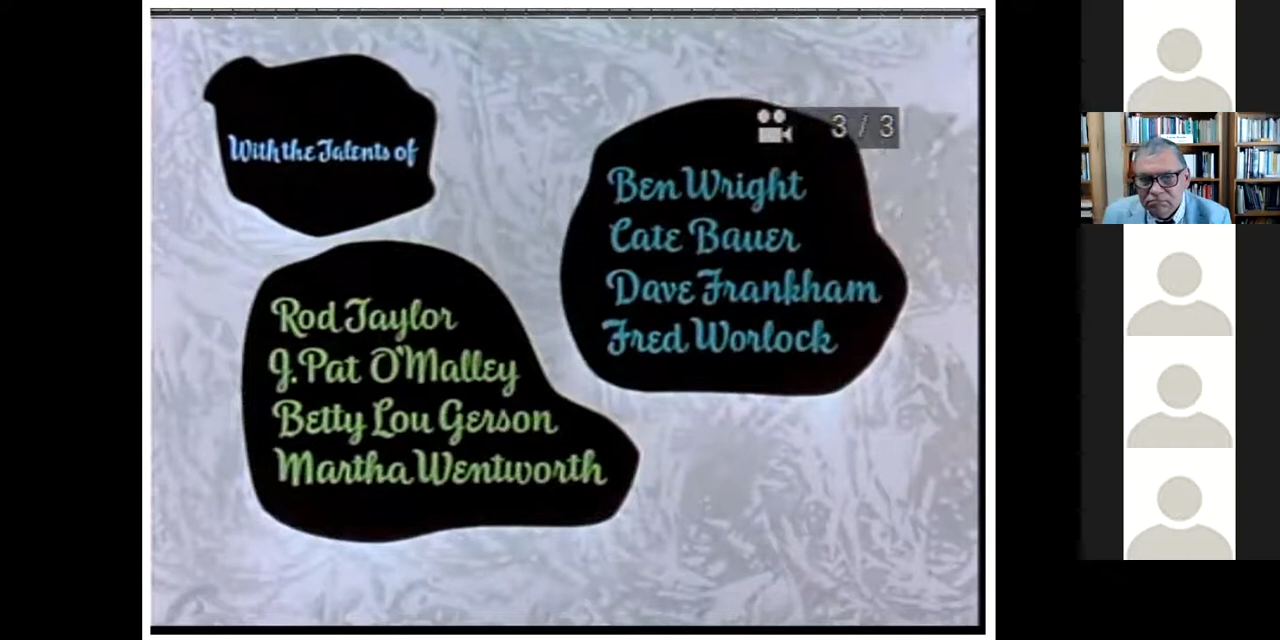 With the Talents of
Rod Taylor
J. Pat O'Malley
Betty Lou Gerson
Martha Wentworth
3 / 3
Ben Wright
Cate Bauer
Dave Frankham
Fred Worlock